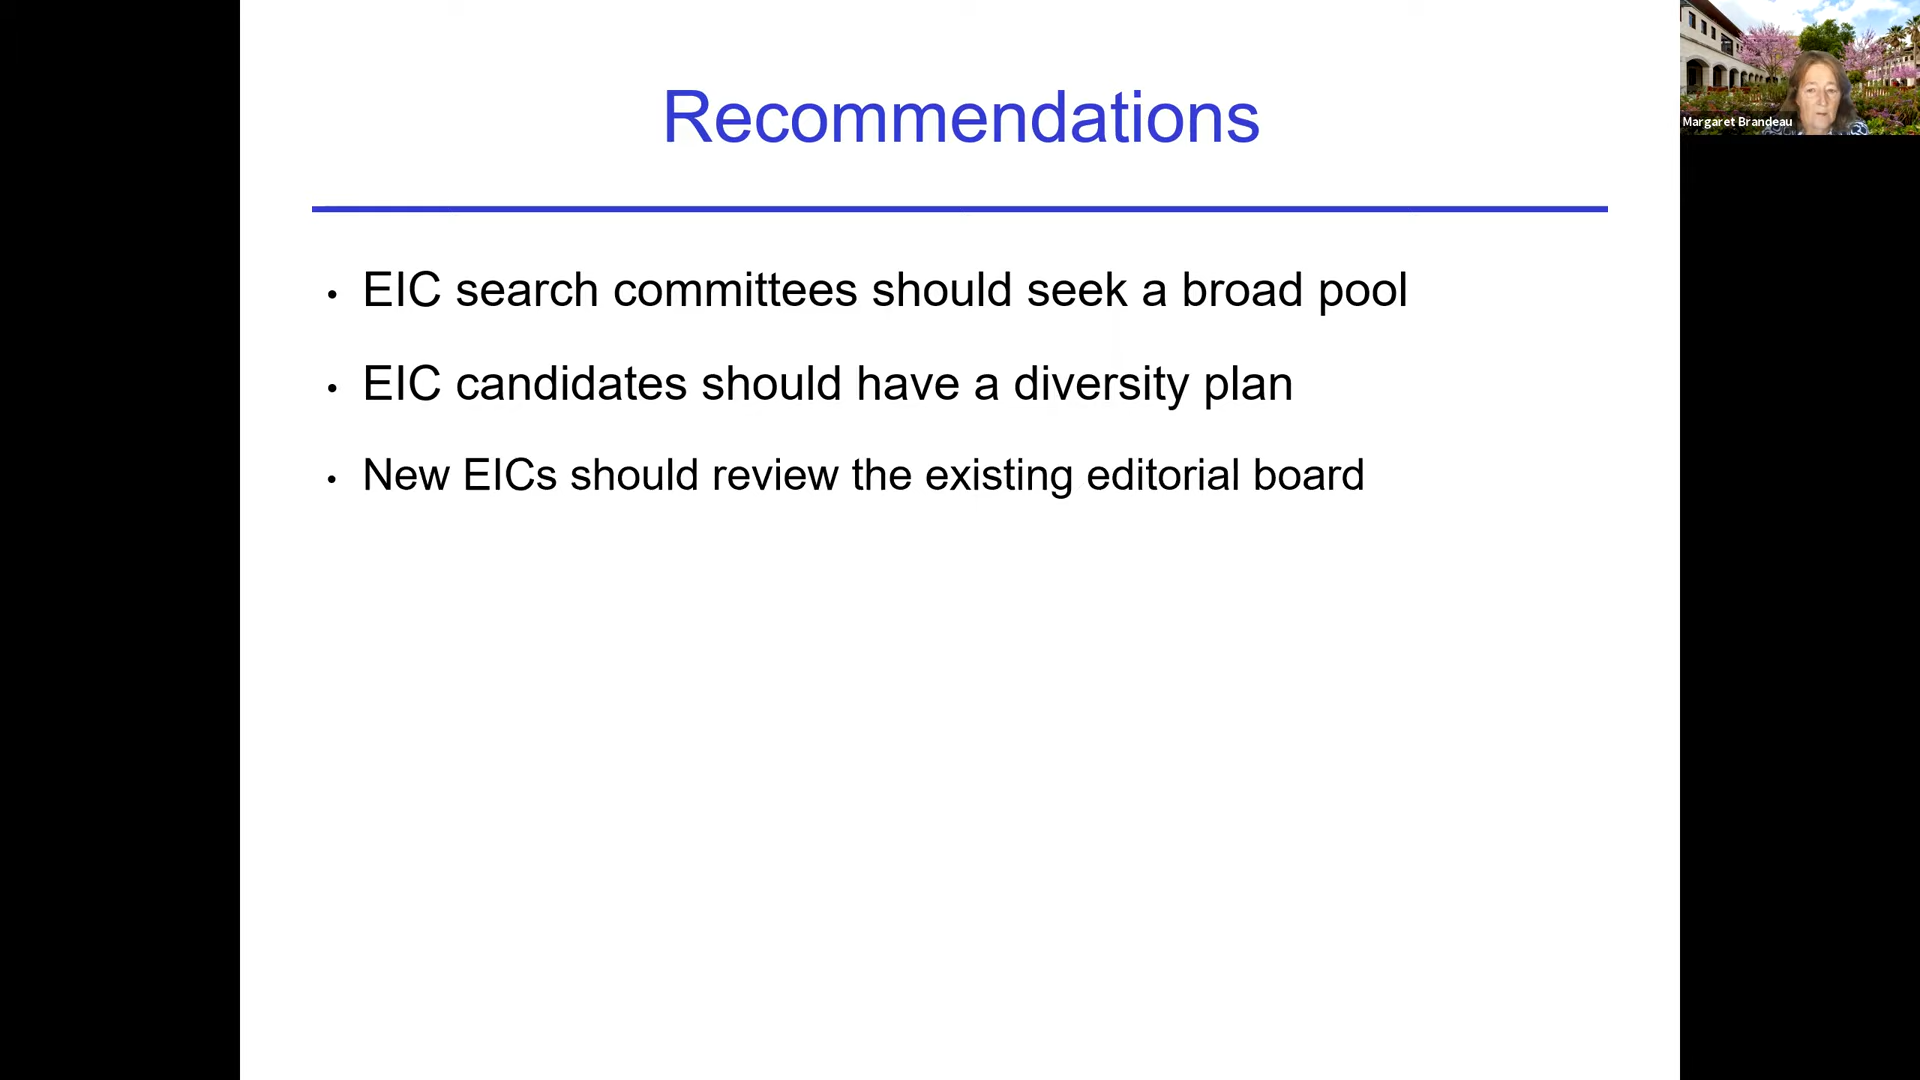 Recommendations
Margaret Brandeau
• EIC search committees should seek a broad pool
• EIC candidates should have a diversity plan
• New EICs should review the existing editorial board